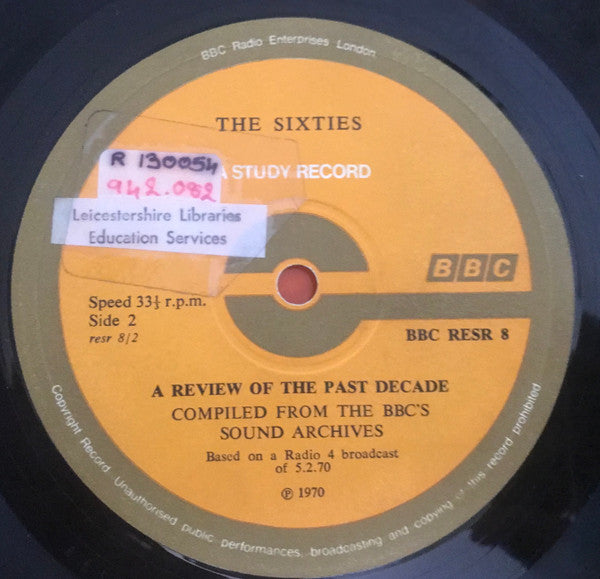 BBC Radio Enterprises London
THE SIXTIES
A STUDY RECORD
R 130054
942.082
Leicestershire Libraries
Education Services
BBC
Speed 33⅓ r.p.m.
Side 2
resr 8/2
BBC RESR 8
A REVIEW OF THE PAST DECADE
COMPILED FROM THE BBC'S
SOUND ARCHIVES
Based on a Radio 4 broadcast
of 5.2.70
℗ 1970
Copyright Record. Unauthorised public performances, broadcasting and copying of this record prohibited